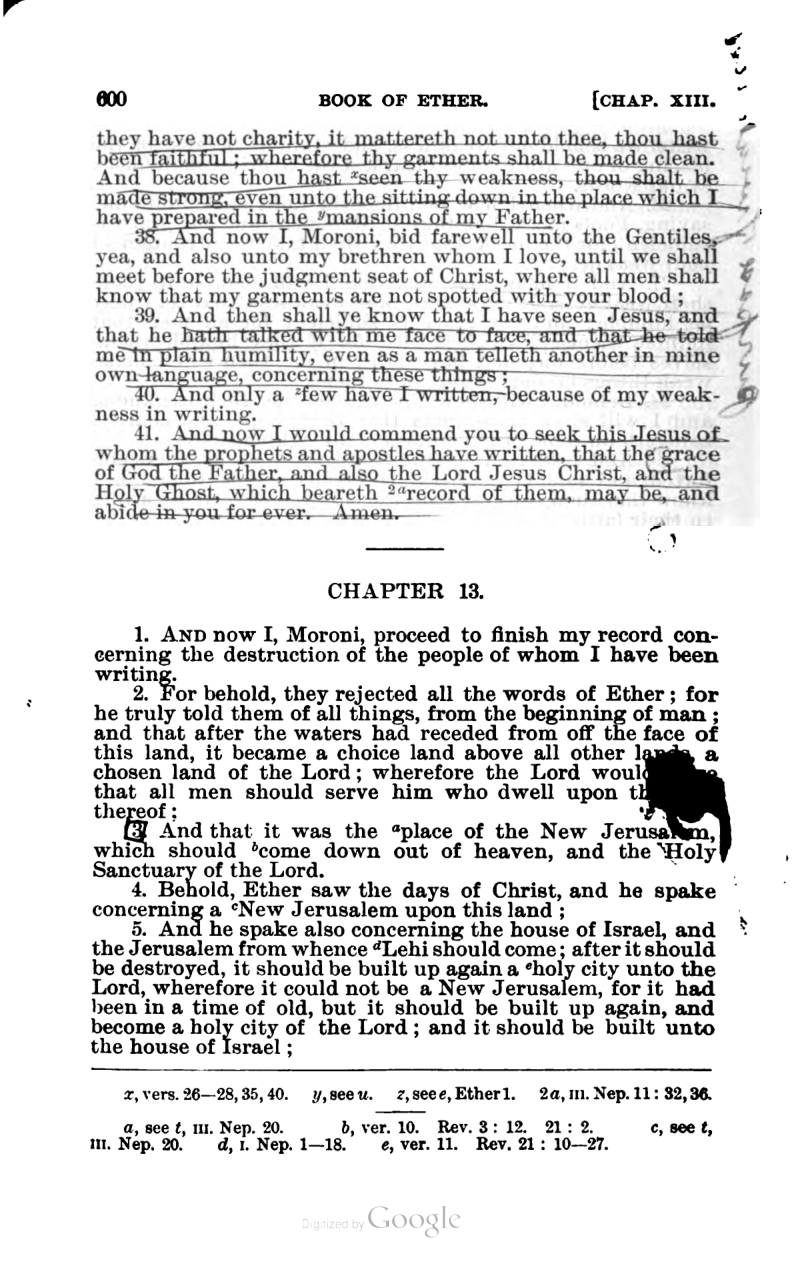 600 BOOK OF ETHER. [CHAP. XIII.
they have not charity, it mattereth not unto thee, thou hast
been faithful; wherefore thy garments shall be made clean.
And because thou hast ˣseen thy weakness, thou shalt be
made strong, even unto the sitting down in the place which I
have prepared in the ʸmansions of my Father.
38. And now I, Moroni, bid farewell unto the Gentiles,
yea, and also unto my brethren whom I love, until we shall
meet before the judgment seat of Christ, where all men shall
know that my garments are not spotted with your blood;
39. And then shall ye know that I have seen Jesus, and
that he hath talked with me face to face, and that he told
me in plain humility, even as a man telleth another in mine
own language, concerning these things;
40. And only a ᶻfew have I written, because of my weak-
ness in writing.
41. And now I would commend you to seek this Jesus of
whom the prophets and apostles have written, that the grace
of God the Father, and also the Lord Jesus Christ, and the
Holy Ghost, which beareth ²ᵃrecord of them, may be, and
abide in you for ever. Amen.
CHAPTER 13.
1. AND now I, Moroni, proceed to finish my record con-
cerning the destruction of the people of whom I have been
writing.
2. For behold, they rejected all the words of Ether; for
he truly told them of all things, from the beginning of man;
and that after the waters had receded from off the face of
this land, it became a choice land above all other lands, a
chosen land of the Lord; wherefore the Lord would
that all men should serve him who dwell upon
thereof;
3 And that it was the ᵃplace of the New Jerusalem,
which should ᵇcome down out of heaven, and the Holy
Sanctuary of the Lord.
4. Behold, Ether saw the days of Christ, and he spake
concerning a ᶜNew Jerusalem upon this land;
5. And he spake also concerning the house of Israel, and
the Jerusalem from whence ᵈLehi should come; after it should
be destroyed, it should be built up again a ᵉholy city unto the
Lord, wherefore it could not be a New Jerusalem, for it had
been in a time of old, but it should be built up again, and
become a holy city of the Lord; and it should be built unto
the house of Israel;
x, vers. 26—28, 35, 40. y, see u. z, see e, Ether 1. 2a, III. Nep. 11: 32, 36.
a, see t, III. Nep. 20. b, ver. 10. Rev. 3: 12. 21: 2. c, see t,
III. Nep. 20. d, I. Nep. 1—18. e, ver. 11. Rev. 21: 10—27.
Digitized by Google